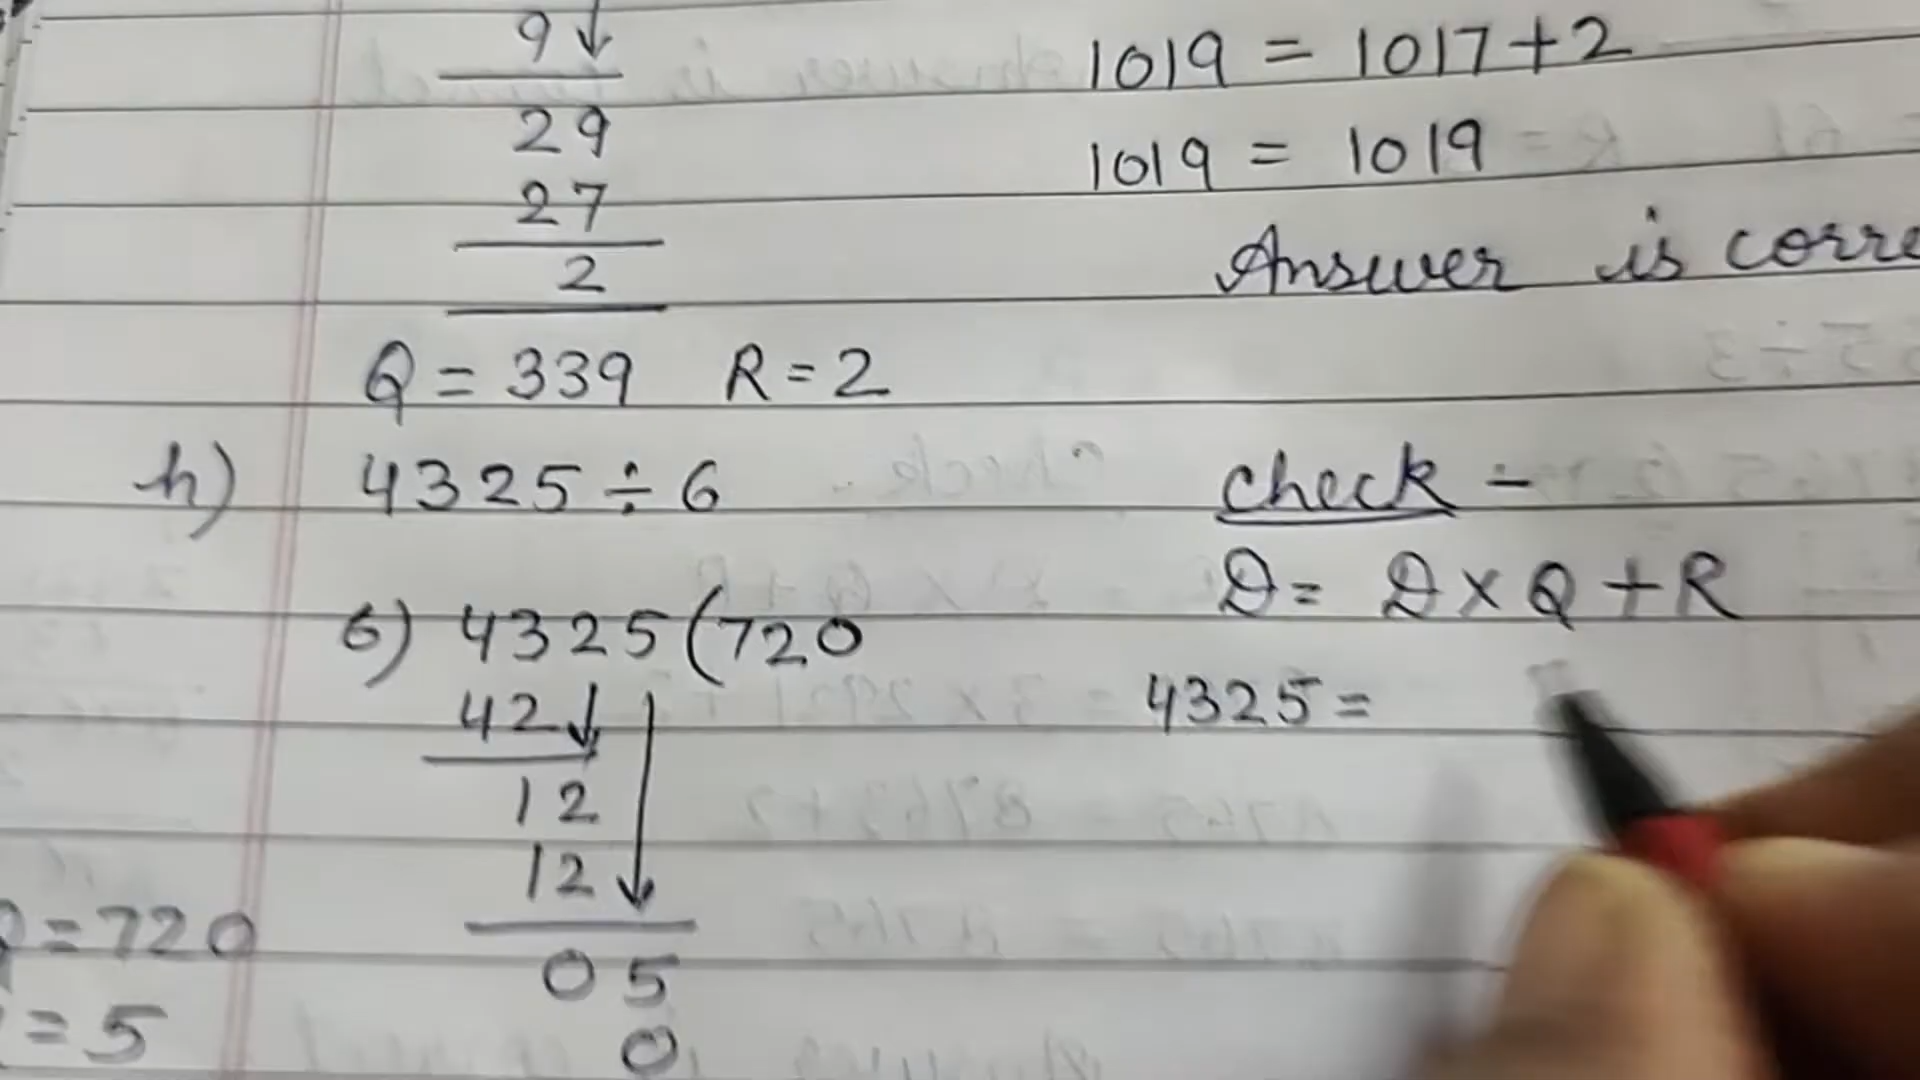 9↓
29
27
2
Q = 339 R = 2
1019 = 1017+2
1019 = 1019
Answer is corre
h) 4325 ÷ 6
6) 4325 (720
42↓
12
12↓
05
0
Q = 720
= 5
Check -
D = D × Q + R
4325 =